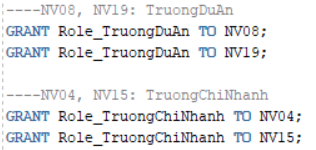 ----NV08, NV19: TruongDuAn
GRANT Role_TruongDuAn TO NV08;
GRANT Role_TruongDuAn TO NV19;
----NV04, NV15: TruongChiNhanh
GRANT Role_TruongChiNhanh TO NV04;
GRANT Role_TruongChiNhanh TO NV15;